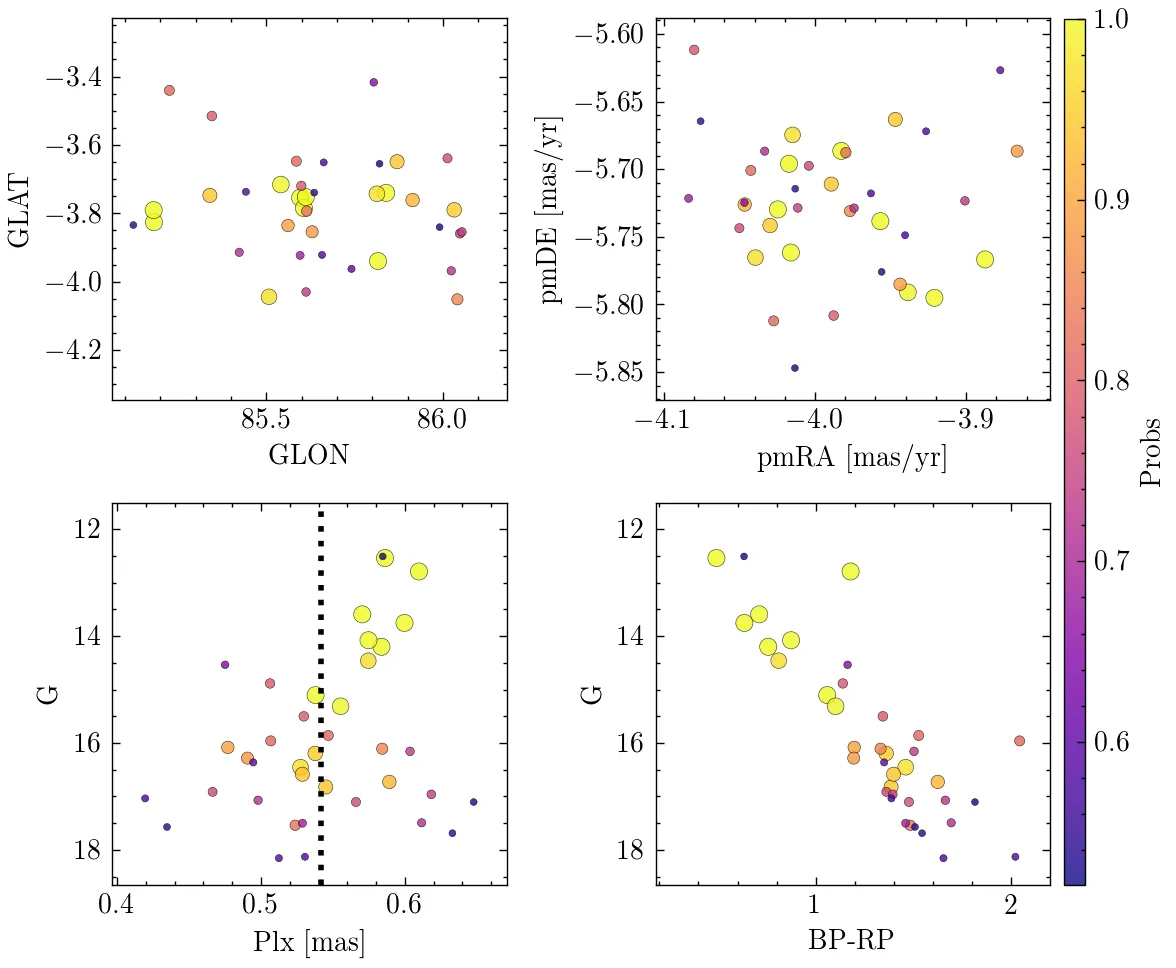 −3.4
−3.6
−3.8
−4.0
−4.2
GLAT
85.5 86.0
GLON
−5.60
−5.65
−5.70
−5.75
−5.80
−5.85
pmDE [mas/yr]
−4.1 −4.0 −3.9
pmRA [mas/yr]
1.0
0.9
0.8
0.7
0.6
Probs
12
14
16
18
G
0.4 0.5 0.6
Plx [mas]
12
14
16
18
G
1 2
BP-RP